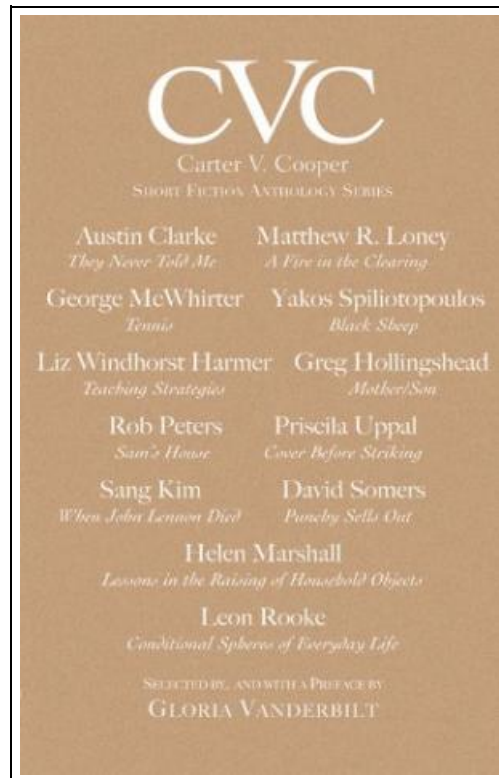 CVC
Carter V. Cooper
Short Fiction Anthology Series
Austin Clarke Matthew R. Loney
They Never Told Me A Fire in the Clearing
George McWhirter Yakos Spiliotopoulos
Tennis Black Sheep
Liz Windhorst Harmer Greg Hollingshead
Teaching Strategies Mother/Son
Rob Peters Priscila Uppal
Sam's House Cover Before Striking
Sang Kim David Somers
When John Lennon Died Punchy Sells Out
Helen Marshall
Lessons in the Raising of Household Objects
Leon Rooke
Conditional Spheres of Everyday Life
Selected by, and with a Preface by
Gloria Vanderbilt